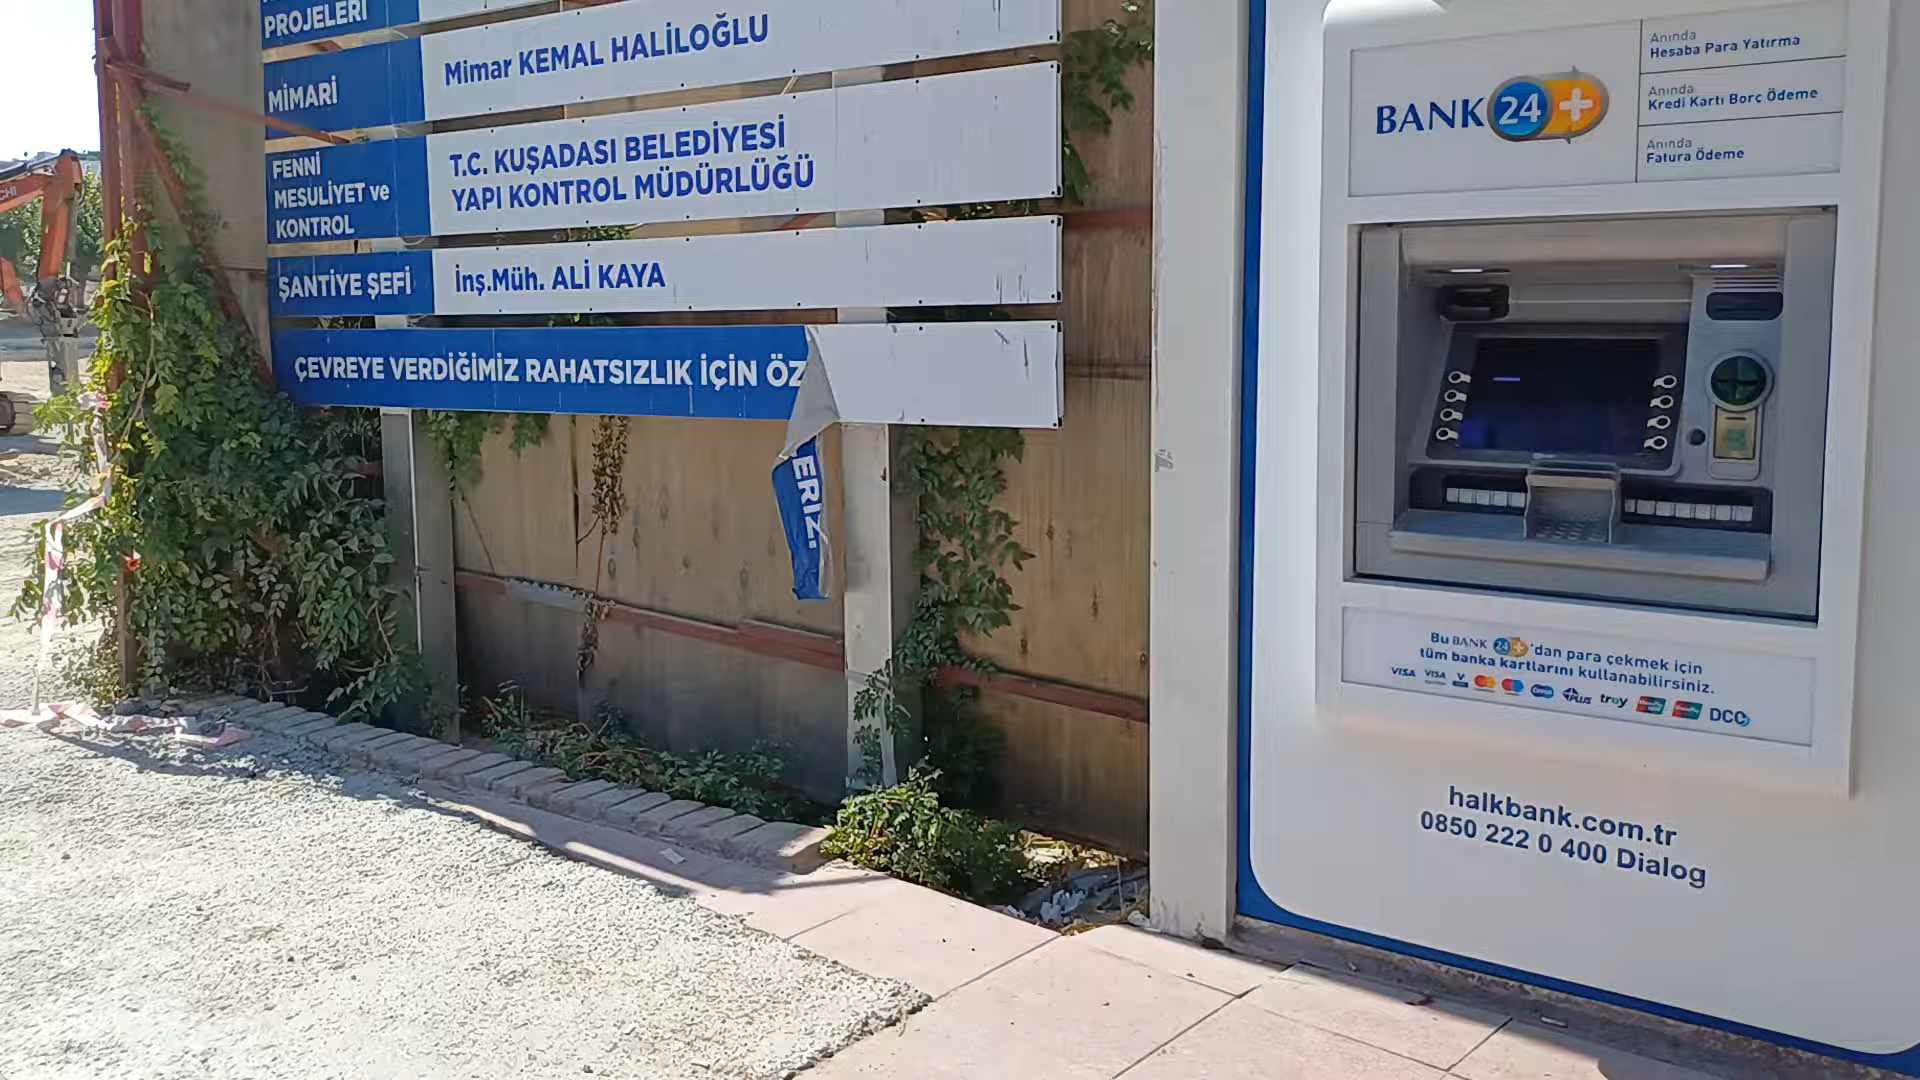 PROJELERİ
MİMARİ
Mimar KEMAL HALİLOĞLU
FENNİ
MESULİYET ve
KONTROL
T.C. KUŞADASI BELEDİYESİ
YAPI KONTROL MÜDÜRLÜĞÜ
ŞANTİYE ŞEFİ
İnş.Müh. ALİ KAYA
ÇEVREYE VERDİĞİMİZ RAHATSIZLIK İÇİN ÖZ
ERİZ.
BANK 24+
Anında
Hesaba Para Yatırma
Anında
Kredi Kartı Borç Ödeme
Anında
Fatura Ödeme
Bu BANK 24+'dan para çekmek için
tüm banka kartlarını kullanabilirsiniz.
VISA VISA V PLUS troy DCC
halkbank.com.tr
0850 222 0 400 Dialog